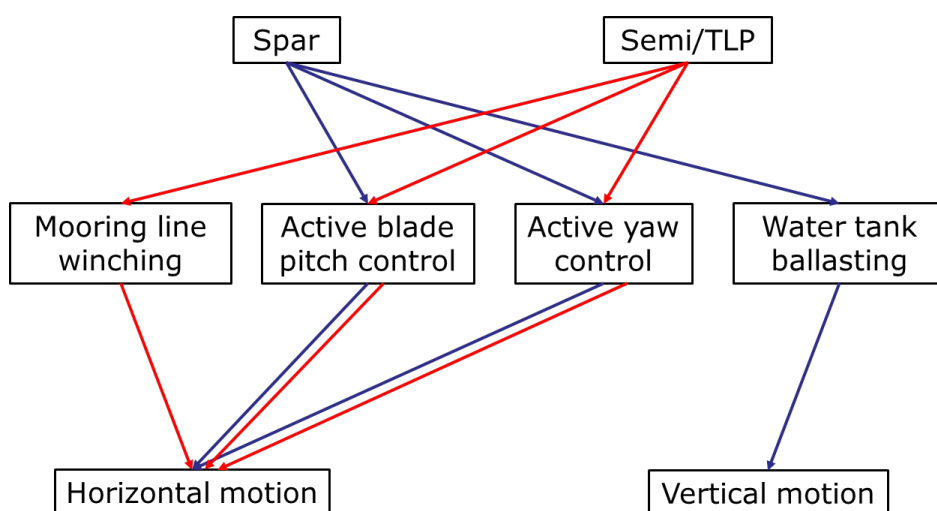 Spar
Semi/TLP
Mooring line
winching
Active blade
pitch control
Active yaw
control
Water tank
ballasting
Horizontal motion
Vertical motion